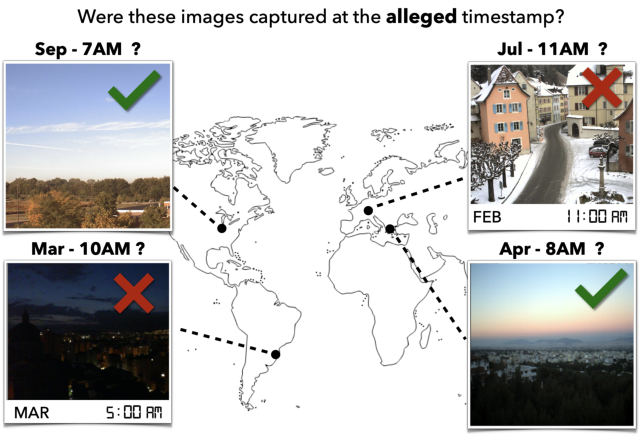 Were these images captured at the alleged timestamp?
Sep - 7AM ?
Jul - 11AM ?
FEB 11:00 AM
Mar - 10AM ?
Apr - 8AM ?
MAR 5:00 AM